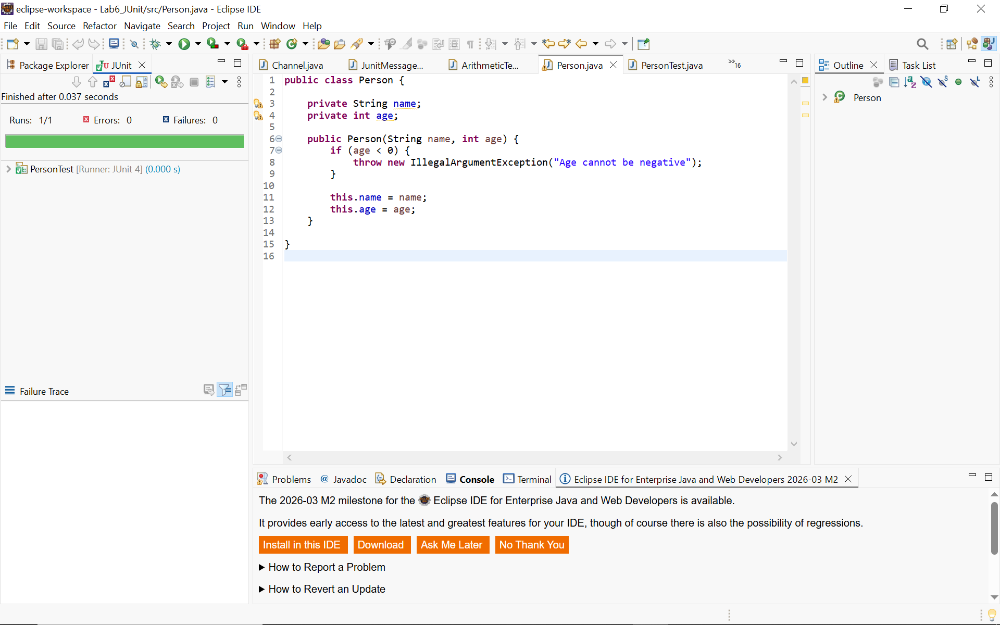 eclipse-workspace - Lab6_JUnit/src/Person.java - Eclipse IDE
File Edit Source Refactor Navigate Search Project Run Window Help
Package Explorer JUnit
Finished after 0.037 seconds
Runs: 1/1 Errors: 0 Failures: 0
PersonTest [Runner: JUnit 4] (0.000 s)
Failure Trace
Channel.java JunitMessage... ArithmeticTe... Person.java PersonTest.java »16
1 public class Person {
2
3     private String name;
4     private int age;
5
6     public Person(String name, int age) {
7         if (age < 0) {
8             throw new IllegalArgumentException("Age cannot be negative");
9         }
10
11         this.name = name;
12         this.age = age;
13     }
14
15 }
16
Outline Task List
Person
Problems Javadoc Declaration Console Terminal Eclipse IDE for Enterprise Java and Web Developers 2026-03 M2
The 2026-03 M2 milestone for the Eclipse IDE for Enterprise Java and Web Developers is available.
It provides early access to the latest and greatest features for your IDE, though of course there is also the possibility of regressions.
Install in this IDE Download Ask Me Later No Thank You
How to Report a Problem
How to Revert an Update